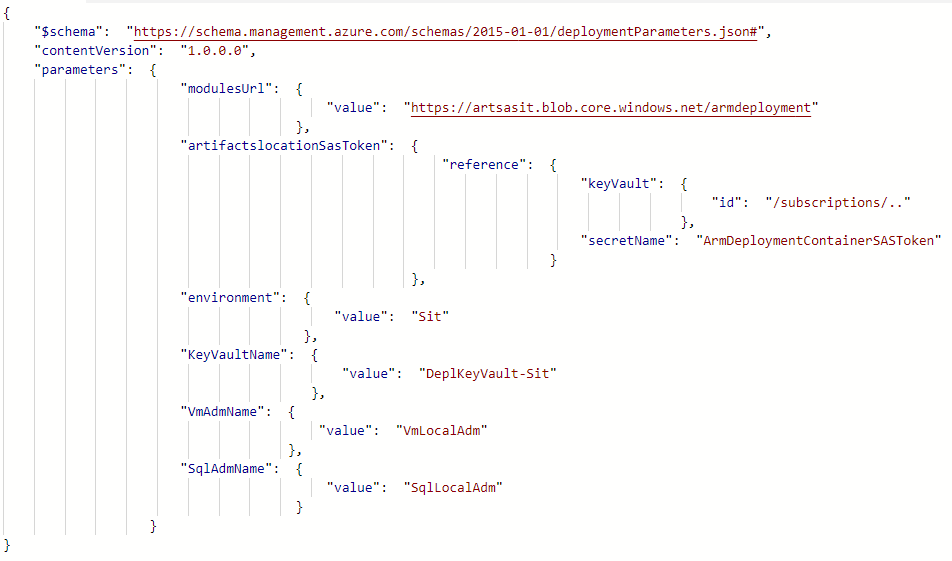 {
"$schema": "https://schema.management.azure.com/schemas/2015-01-01/deploymentParameters.json#",
"contentVersion": "1.0.0.0",
"parameters": {
"modulesUrl": {
"value": "https://artsasit.blob.core.windows.net/armdeployment"
},
"artifactslocationSasToken": {
"reference": {
"keyVault": {
"id": "/subscriptions/.."
},
"secretName": "ArmDeploymentContainerSASToken"
}
},
"environment": {
"value": "Sit"
},
"KeyVaultName": {
"value": "DeplKeyVault-Sit"
},
"VmAdmName": {
"value": "VmLocalAdm"
},
"SqlAdmName": {
"value": "SqlLocalAdm"
}
}
}